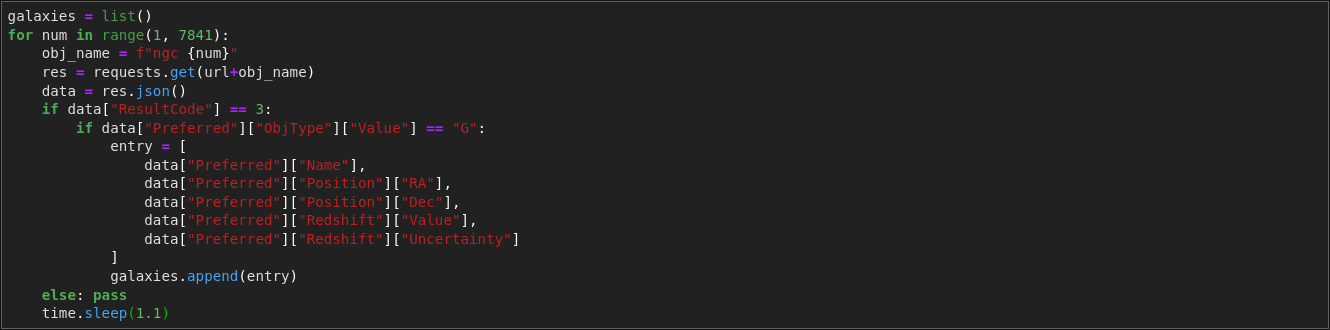 galaxies = list()
for num in range(1, 7841):
    obj_name = f"ngc {num}"
    res = requests.get(url+obj_name)
    data = res.json()
    if data["ResultCode"] == 3:
        if data["Preferred"]["ObjType"]["Value"] == "G":
            entry = [
                data["Preferred"]["Name"],
                data["Preferred"]["Position"]["RA"],
                data["Preferred"]["Position"]["Dec"],
                data["Preferred"]["Redshift"]["Value"],
                data["Preferred"]["Redshift"]["Uncertainty"]
            ]
            galaxies.append(entry)
    else: pass
    time.sleep(1.1)